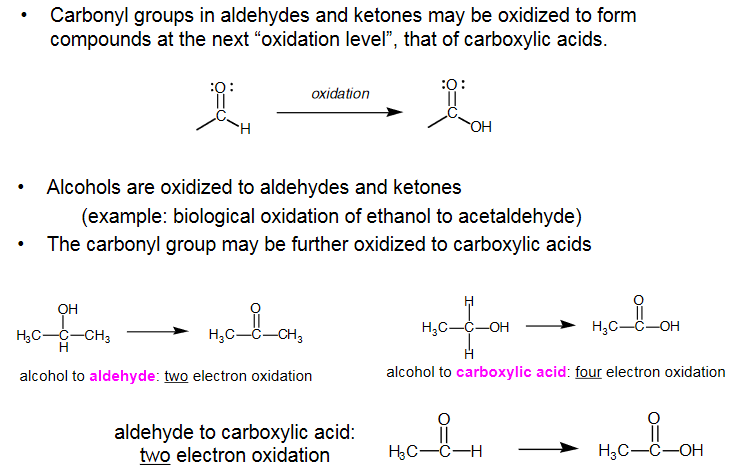 • Carbonyl groups in aldehydes and ketones may be oxidized to form
compounds at the next “oxidation level”, that of carboxylic acids.
:O:
C
H
oxidation
:O:
C
OH
• Alcohols are oxidized to aldehydes and ketones
(example: biological oxidation of ethanol to acetaldehyde)
• The carbonyl group may be further oxidized to carboxylic acids
OH
H₃C—C—CH₃
H
O
H₃C—C—CH₃
H
H₃C—C—OH
H
O
H₃C—C—OH
alcohol to aldehyde: two electron oxidation
alcohol to carboxylic acid: four electron oxidation
aldehyde to carboxylic acid:
two electron oxidation
O
H₃C—C—H
O
H₃C—C—OH